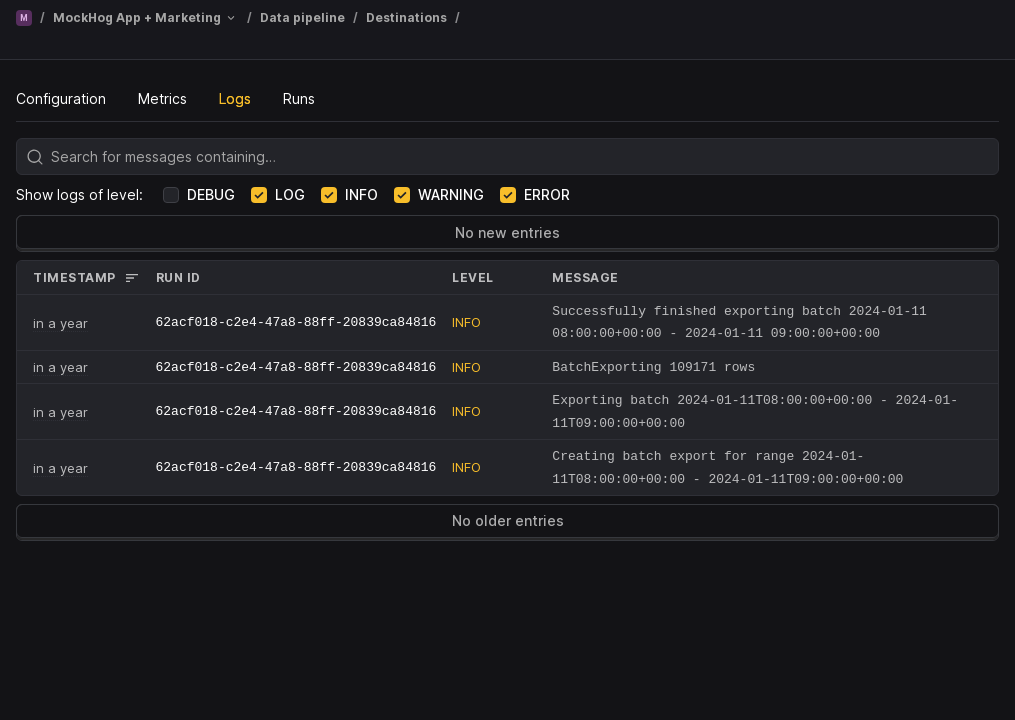 M / MockHog App + Marketing / Data pipeline / Destinations /
Configuration Metrics Logs Runs
Search for messages containing…
Show logs of level: DEBUG LOG INFO WARNING ERROR
No new entries
TIMESTAMP RUN ID LEVEL MESSAGE
in a year 62acf018-c2e4-47a8-88ff-20839ca84816 INFO Successfully finished exporting batch 2024-01-11
08:00:00+00:00 - 2024-01-11 09:00:00+00:00
in a year 62acf018-c2e4-47a8-88ff-20839ca84816 INFO BatchExporting 109171 rows
in a year 62acf018-c2e4-47a8-88ff-20839ca84816 INFO Exporting batch 2024-01-11T08:00:00+00:00 - 2024-01-
11T09:00:00+00:00
in a year 62acf018-c2e4-47a8-88ff-20839ca84816 INFO Creating batch export for range 2024-01-
11T08:00:00+00:00 - 2024-01-11T09:00:00+00:00
No older entries